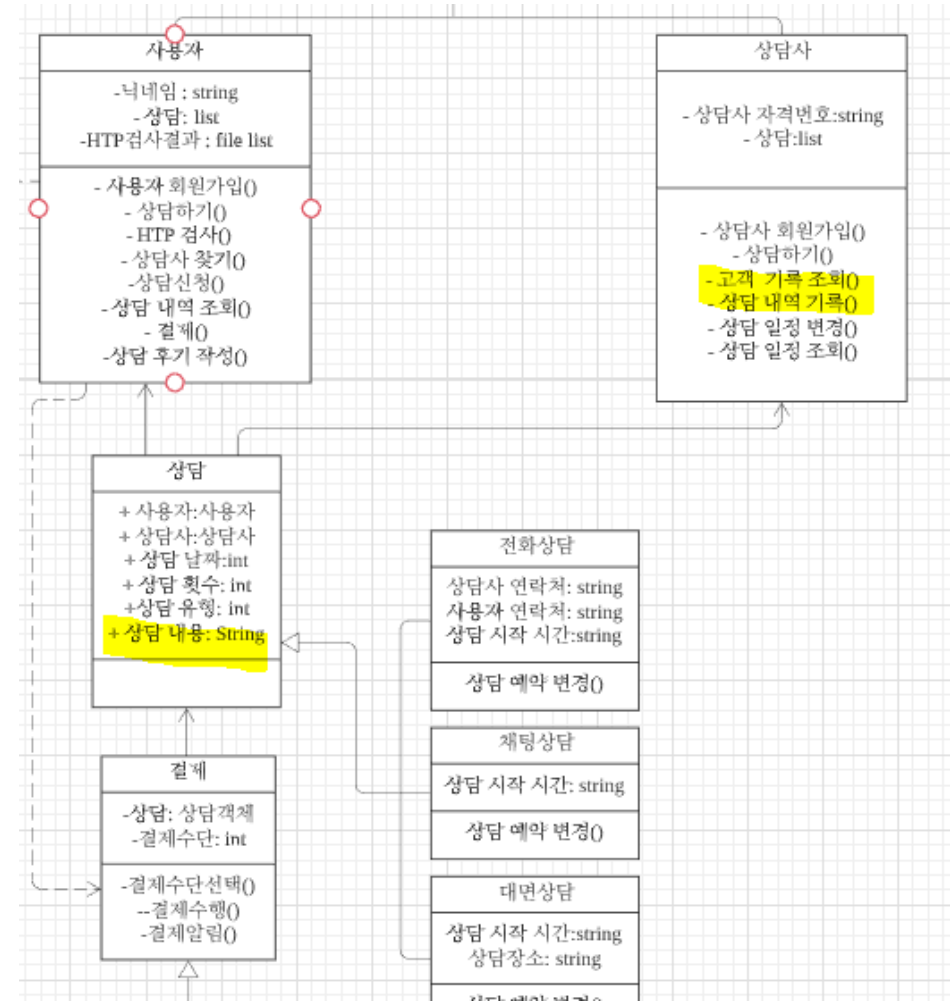 사용자
-닉네임 : string
- 상담: list
-HTP검사결과 : file list
- 사용자 회원가입()
- 상담하기()
- HTP 검사()
- 상담사 찾기()
-상담신청()
-상담 내역 조회()
- 결제()
-상담 후기 작성()
상담사
- 상담사 자격번호:string
- 상담:list
- 상담사 회원가입()
- 상담하기()
- 고객 기록 조회()
- 상담 내역 기록()
- 상담 일정 변경()
- 상담 일정 조회()
상담
+ 사용자:사용자
+ 상담사:상담사
+ 상담 날짜:int
+ 상담 횟수: int
+상담 유형: int
+ 상담 내용: String
전화상담
상담사 연락처: string
사용자 연락처: string
상담 시작 시간:string
상담 예약 변경()
채팅상담
상담 시작 시간: string
상담 예약 변경()
결제
-상담: 상담객체
-결제수단: int
-결제수단선택()
--결제수행()
-결제알림()
대면상담
상담 시작 시간:string
상담장소: string
상담 예약 변경()